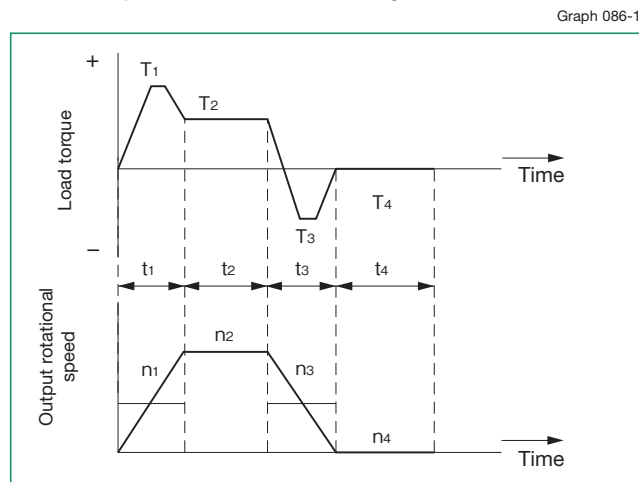 Graph 086-1
+
T1
T2
Load torque
Time
T4
T3
–
t1 t2 t3 t4
Output rotational
speed
n2
n1
n3
n4
Time